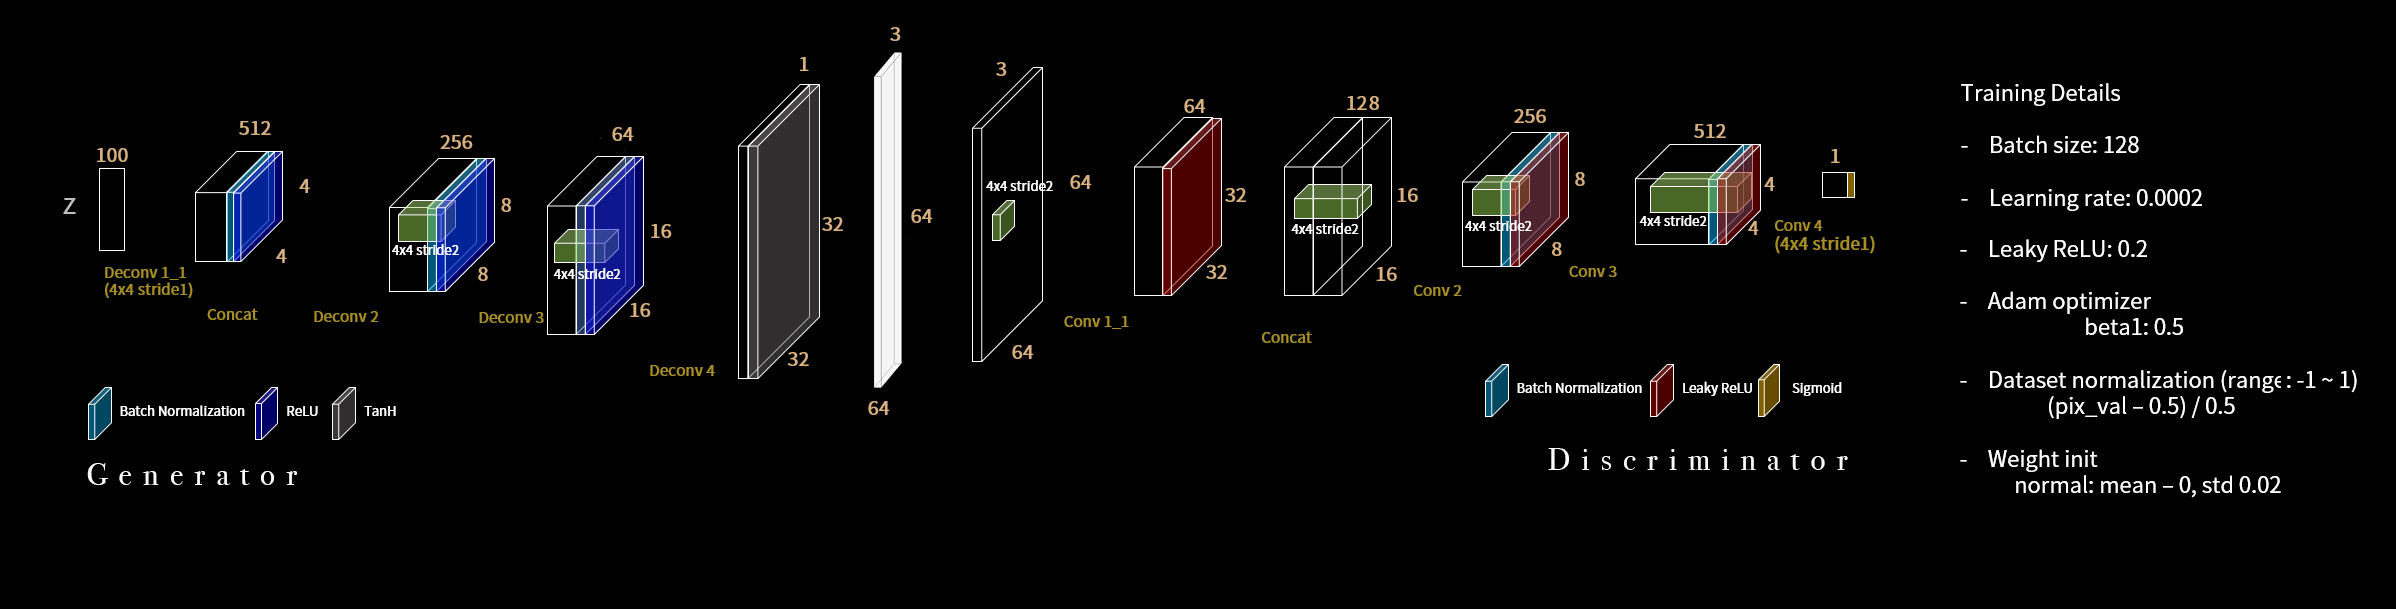 Z
100
Deconv 1_1
(4x4 stride1)
512
4
4
Concat
256
8
8
4x4 stride2
Deconv 2
64
16
16
4x4 stride2
Deconv 3
1
32
32
Deconv 4
3
64
64
3
64
64
4x4 stride2
Conv 1_1
64
32
32
128
16
16
4x4 stride2
Concat
256
8
8
4x4 stride2
Conv 2
512
4
4
4x4 stride2
Conv 3
1
Conv 4
(4x4 stride1)
Batch Normalization
ReLU
TanH
Generator
Batch Normalization
Leaky ReLU
Sigmoid
Discriminator
Training Details
- Batch size: 128
- Learning rate: 0.0002
- Leaky ReLU: 0.2
- Adam optimizer
beta1: 0.5
- Dataset normalization (range : -1 ~ 1)
(pix_val – 0.5) / 0.5
- Weight init
normal: mean – 0, std 0.02